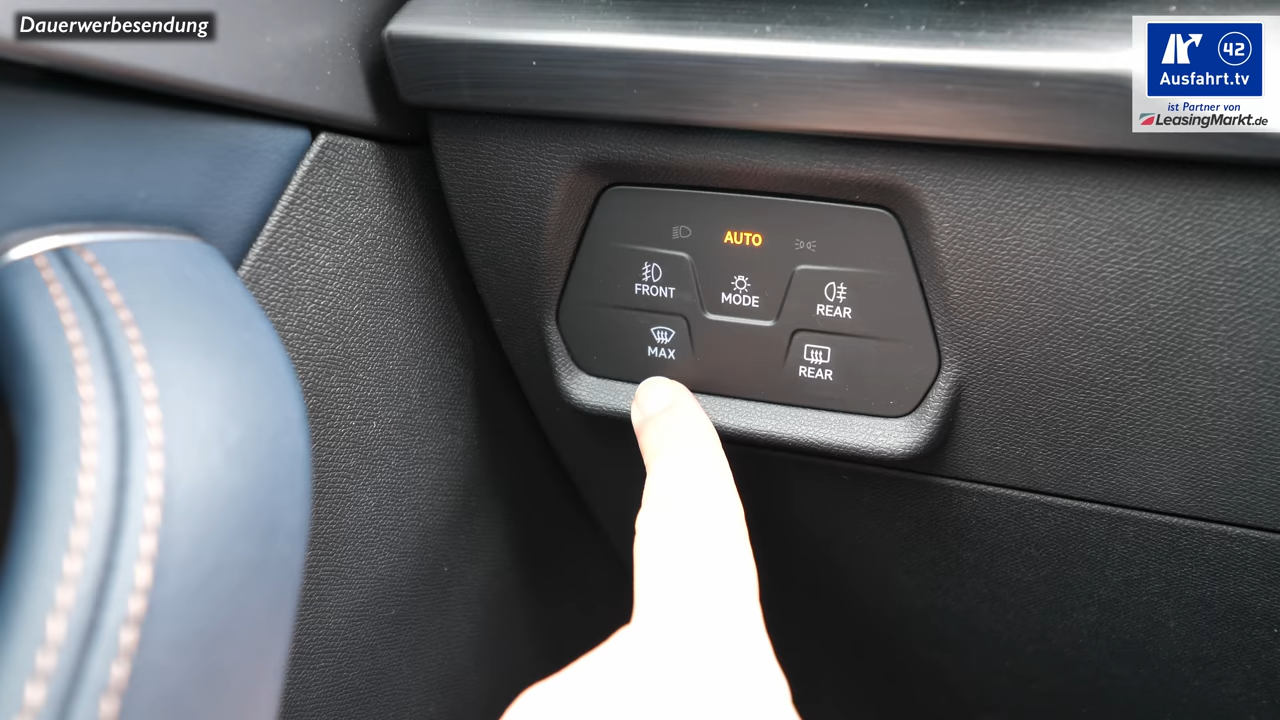 Dauerwerbesendung
42
Ausfahrt.tv
ist Partner von
LeasingMarkt.de
AUTO
FRONT
MODE
REAR
MAX
REAR